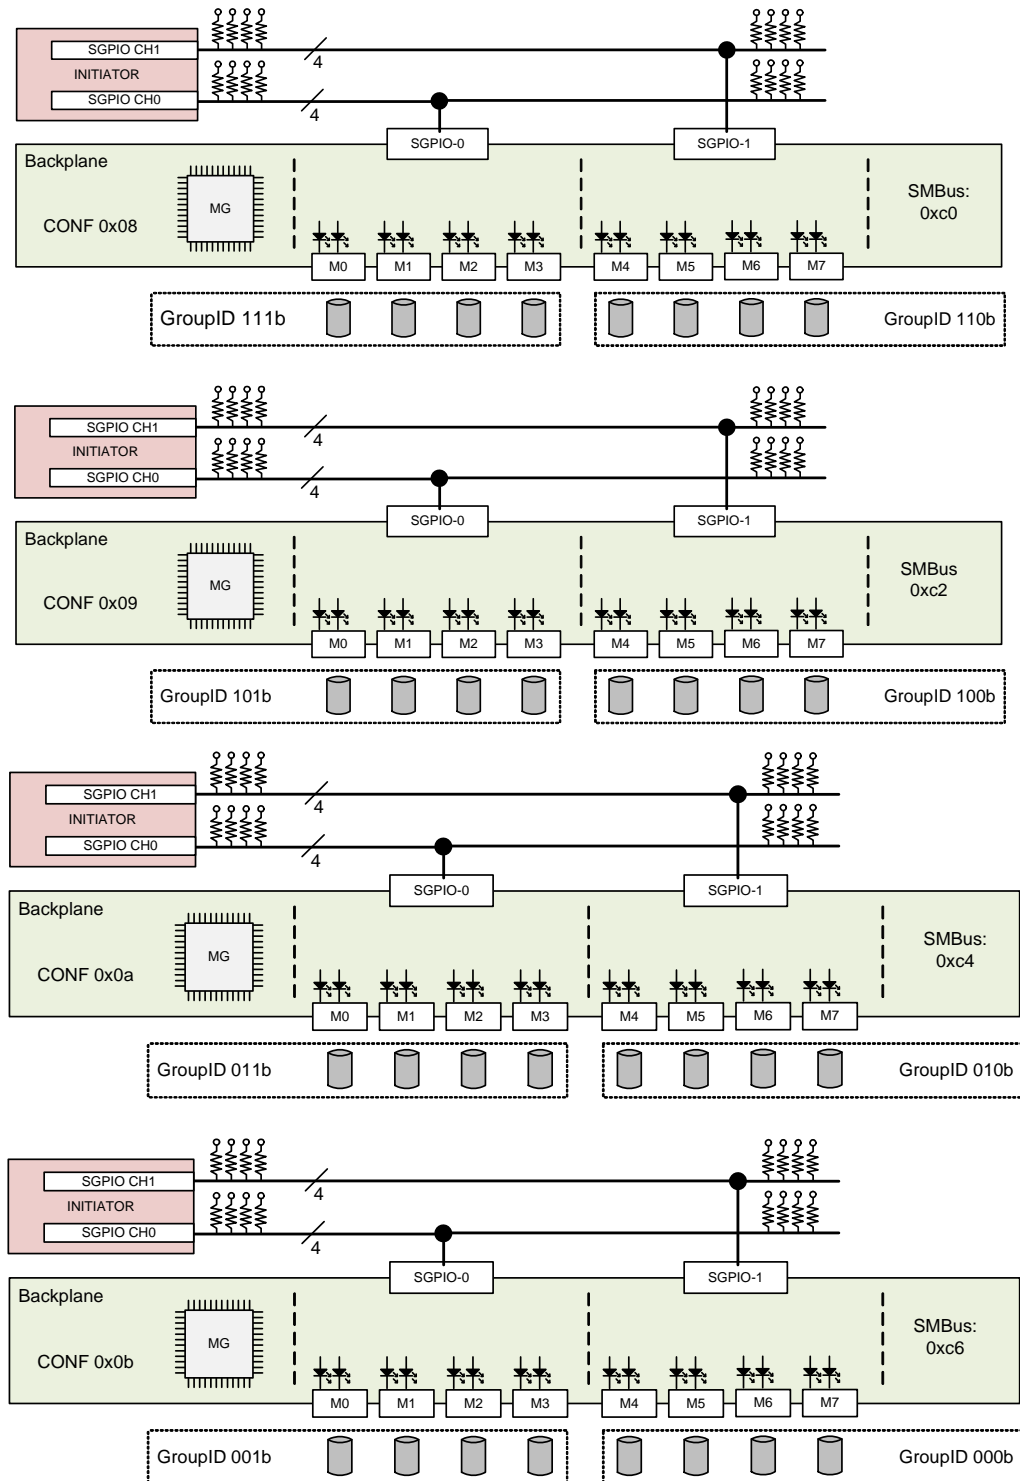 SGPIO CH1
INITIATOR
SGPIO CH0
4
4
SGPIO-0
SGPIO-1
Backplane
CONF 0x08
MG
SMBus:
0xc0
M0 M1 M2 M3 M4 M5 M6 M7
GroupID 111b
GroupID 110b
SGPIO CH1
INITIATOR
SGPIO CH0
4
4
SGPIO-0
SGPIO-1
Backplane
CONF 0x09
MG
SMBus
0xc2
M0 M1 M2 M3 M4 M5 M6 M7
GroupID 101b
GroupID 100b
SGPIO CH1
INITIATOR
SGPIO CH0
4
4
SGPIO-0
SGPIO-1
Backplane
CONF 0x0a
MG
SMBus:
0xc4
M0 M1 M2 M3 M4 M5 M6 M7
GroupID 011b
GroupID 010b
SGPIO CH1
INITIATOR
SGPIO CH0
4
4
SGPIO-0
SGPIO-1
Backplane
CONF 0x0b
MG
SMBus:
0xc6
M0 M1 M2 M3 M4 M5 M6 M7
GroupID 001b
GroupID 000b